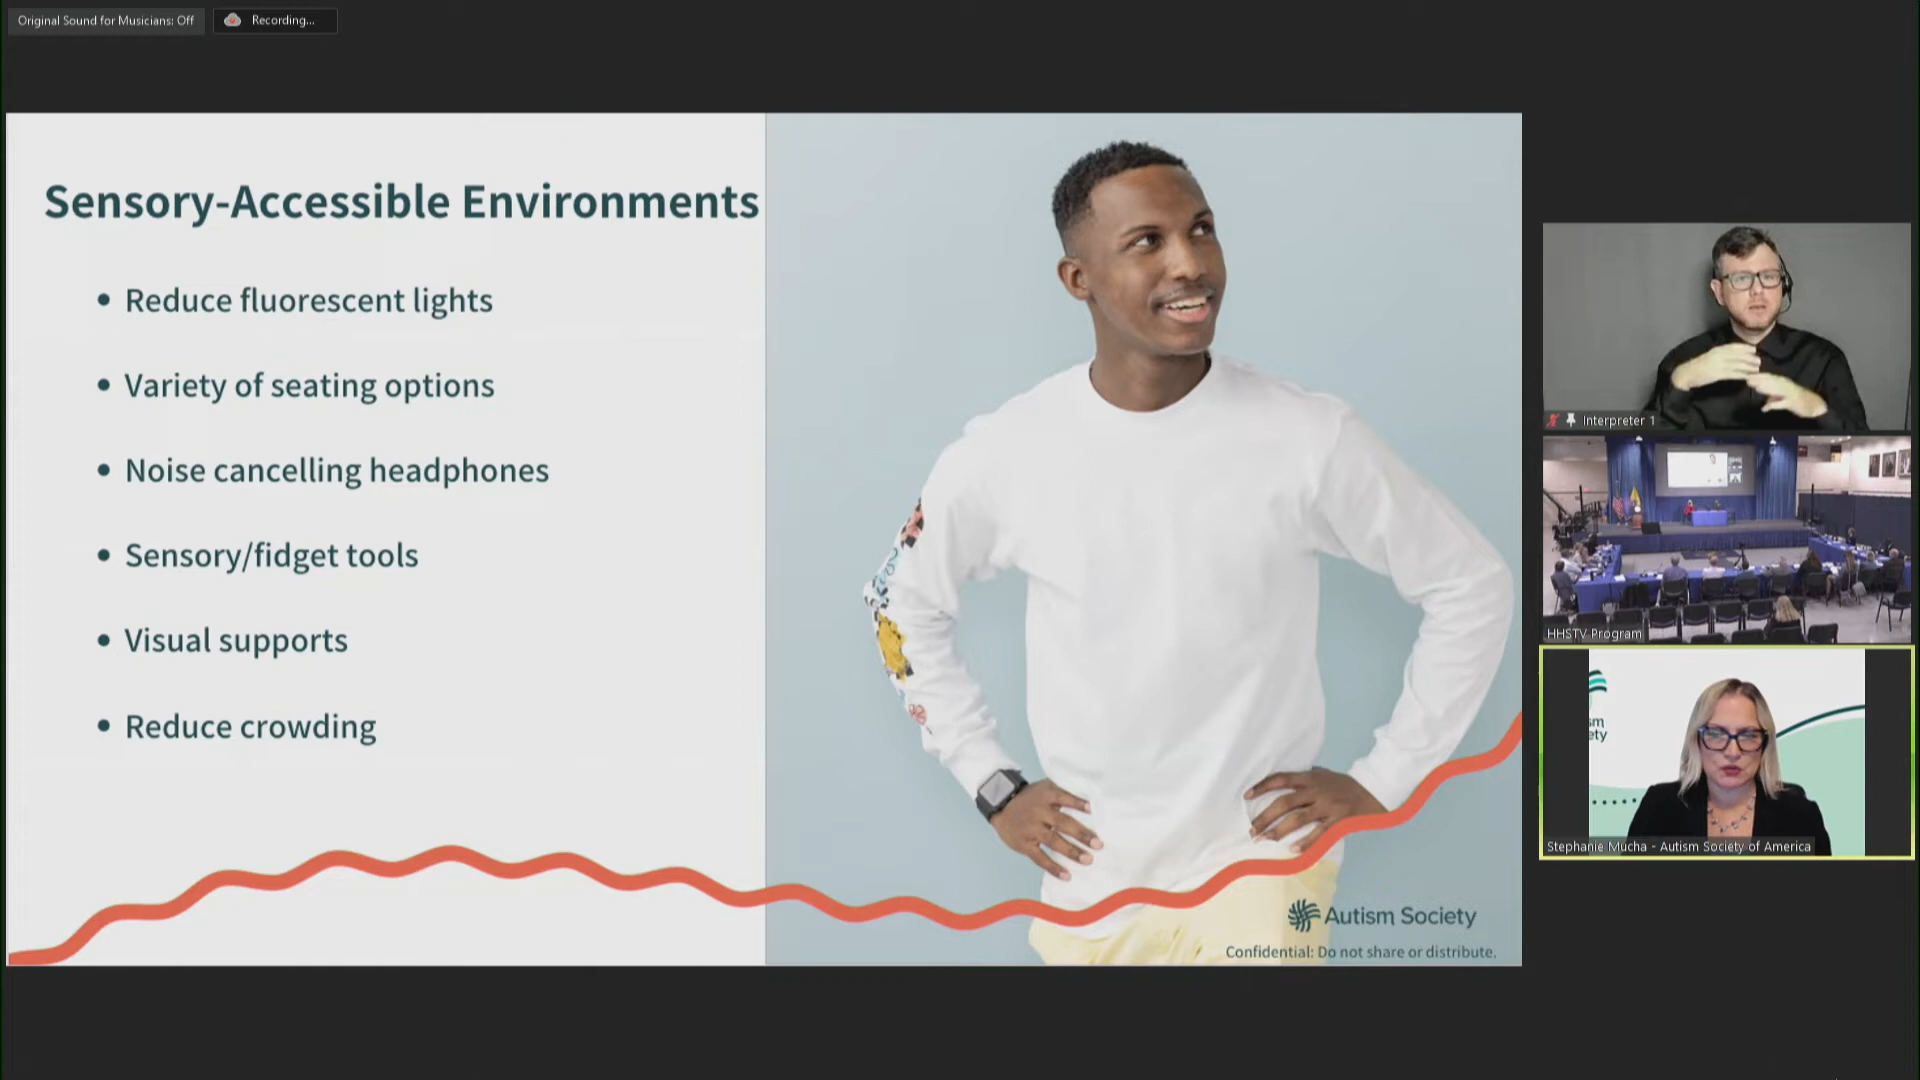 Original Sound for Musicians: Off
Recording...
Sensory-Accessible Environments
• Reduce fluorescent lights
• Variety of seating options
• Noise cancelling headphones
• Sensory/fidget tools
• Visual supports
• Reduce crowding
Autism Society
Confidential: Do not share or distribute.
Interpreter 1
HHSTV Program
sm
ety
Stephanie Mucha - Autism Society of America